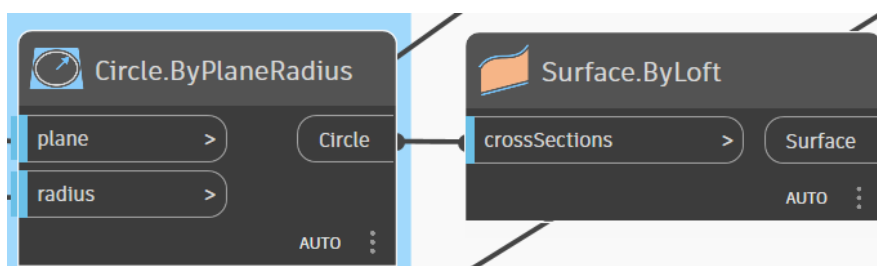 Circle.ByPlaneRadius
plane >
Circle
radius >
AUTO
Surface.ByLoft
crossSections >
Surface
AUTO